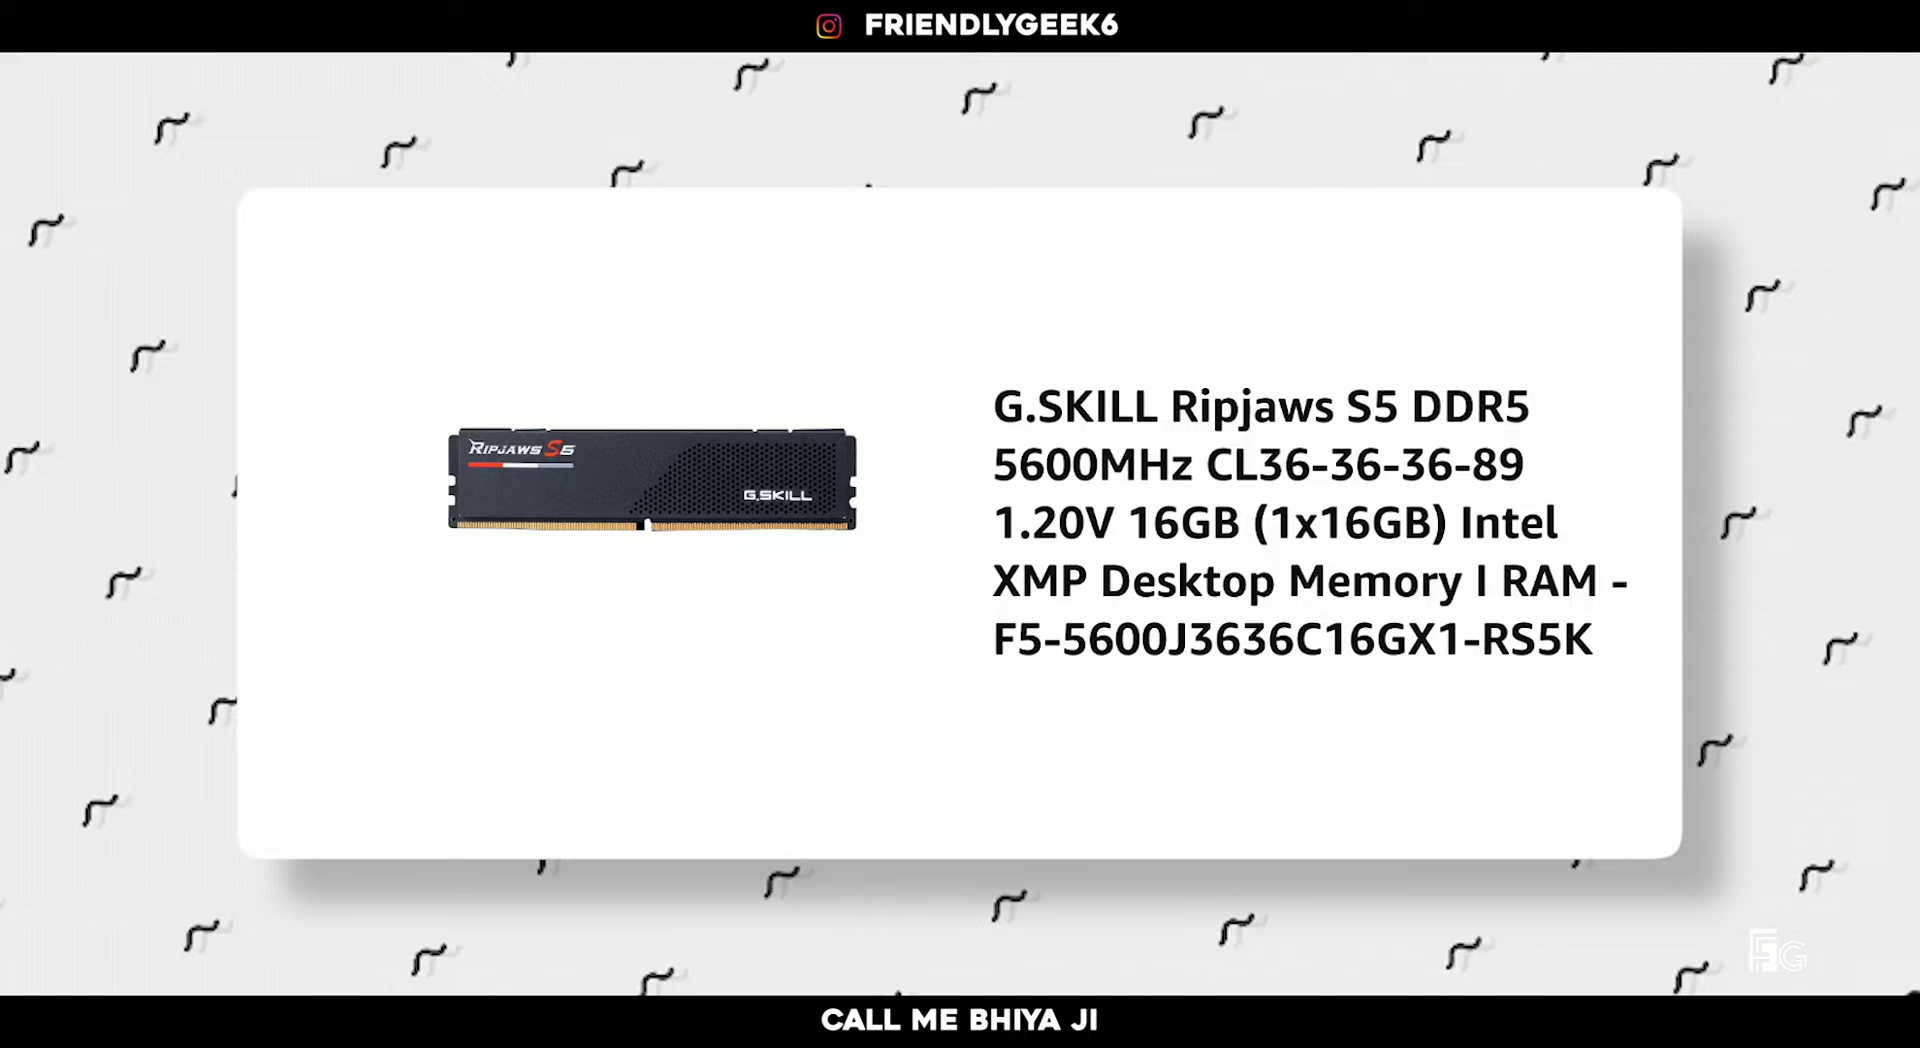 FRIENDLYGEEK6
RIPJAWS S5
G.SKILL
G.SKILL Ripjaws S5 DDR5
5600MHz CL36-36-36-89
1.20V 16GB (1x16GB) Intel
XMP Desktop Memory I RAM -
F5-5600J3636C16GX1-RS5K
FG
CALL ME BHIYA JI